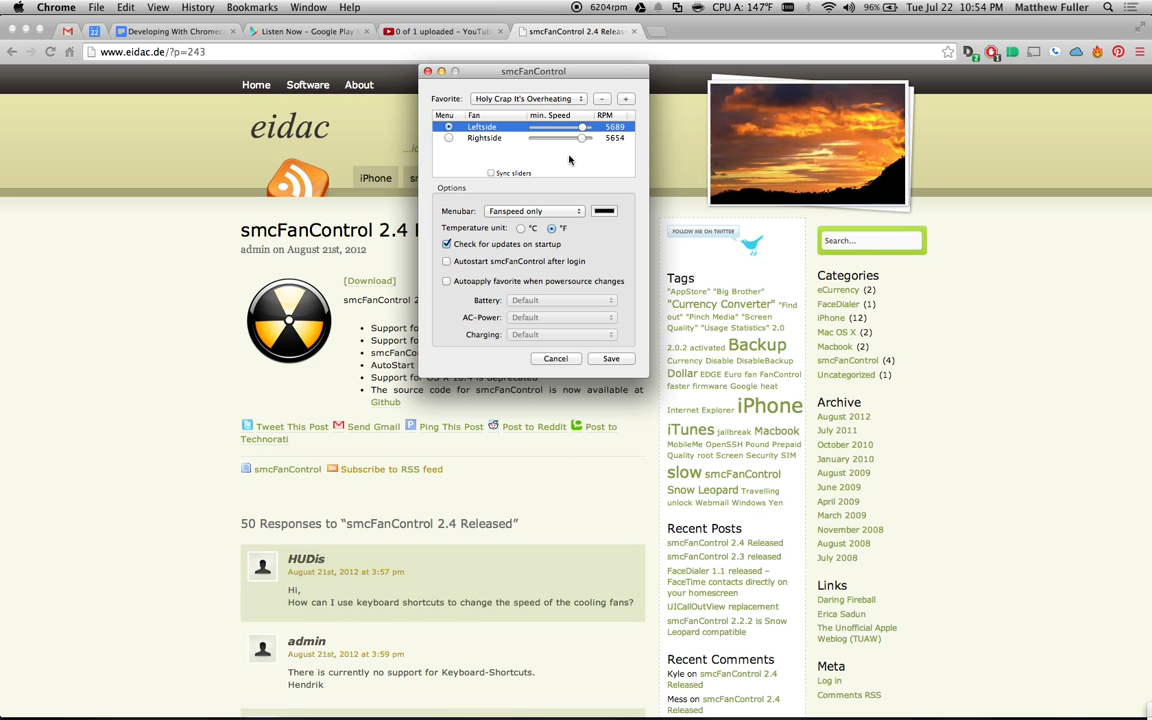 Chrome File Edit View History Bookmarks Window Help 6204rpm CPU A: 147°F 96% Tue Jul 22 10:54 PM Matthew Fuller
22 Developing With Chromec Listen Now – Google Play 0 of 1 uploaded – YouTub smcFanControl 2.4 Releas
www.eidac.de/?p=243
Home Software About
eidac
iPhone
smcFanControl
Favorite: Holy Crap It's Overheating - +
Menu Fan min. Speed RPM
Leftside 5689
Rightside 5654
Sync sliders
Options
Menubar: Fanspeed only
Temperature unit: °C °F
Check for updates on startup
Autostart smcFanControl after login
Autoapply favorite when powersource changes
Battery: Default
AC-Power: Default
Charging: Default
Cancel Save
smcFanControl 2.4
admin on August 21st, 2012
[Download]
smcFanControl 2
Support fo
Support fo
smcFanCo
AutoStart
Support for OS X 10.4 is deprecated
The source code for smcFanControl is now available at
Github
Tweet This Post Send Gmail Ping This Post Post to Reddit Post to
Technorati
smcFanControl Subscribe to RSS feed
50 Responses to “smcFanControl 2.4 Released”
HUDis
August 21st, 2012 at 3:57 pm
Hi,
How can I use keyboard shortcuts to change the speed of the cooling fans?
admin
August 21st, 2012 at 3:59 pm
There is currently no support for Keyboard-Shortcuts.
Hendrik
FOLLOW ME ON TWITTER
Tags
"AppStore" "Big Brother"
"Currency Converter" "Find
out" "Pinch Media" "Screen
Quality" "Usage Statistics" 2.0
2.0.2 activated Backup
Currency Disable DisableBackup
Dollar EDGE Euro fan FanControl
faster firmware Google heat
Internet Explorer iPhone
iTunes jailbreak Macbook
MobileMe OpenSSH Pound Prepaid
Quality root Screen Security SIM
slow smcFanControl
Snow Leopard Travelling
unlock Webmail Windows Yen
Recent Posts
smcFanControl 2.4 Released
smcFanControl 2.3 released
FaceDialer 1.1 released –
FaceTime contacts directly on
your homescreen
UICallOutView replacement
smcFanControl 2.2.2 is Snow
Leopard compatible
Recent Comments
Kyle on smcFanControl 2.4
Released
Mess on smcFanControl 2.4
Released
Search...
Categories
eCurrency (2)
FaceDialer (1)
iPhone (12)
Mac OS X (2)
Macbook (2)
smcFanControl (4)
Uncategorized (1)
Archive
August 2012
July 2011
October 2010
January 2010
August 2009
June 2009
April 2009
March 2009
November 2008
August 2008
July 2008
Links
Daring Fireball
Erica Sadun
The Unofficial Apple
Weblog (TUAW)
Meta
Log in
Comments RSS